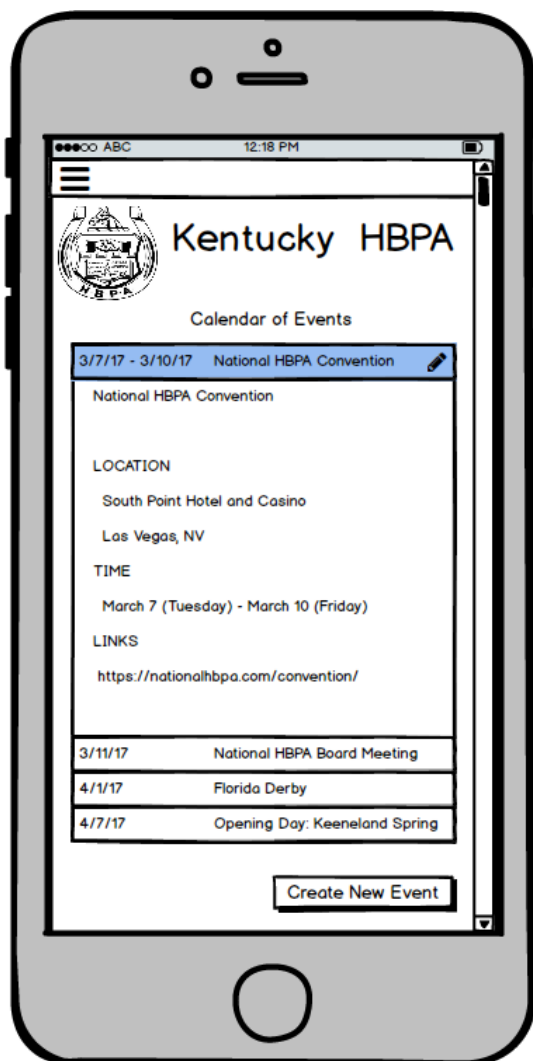 ABC 12:18 PM
Kentucky HBPA
HBPA
Calendar of Events
3/7/17 - 3/10/17 National HBPA Convention
National HBPA Convention
LOCATION
South Point Hotel and Casino
Las Vegas, NV
TIME
March 7 (Tuesday) - March 10 (Friday)
LINKS
https://nationalhbpa.com/convention/
3/11/17 National HBPA Board Meeting
4/1/17 Florida Derby
4/7/17 Opening Day: Keeneland Spring
Create New Event